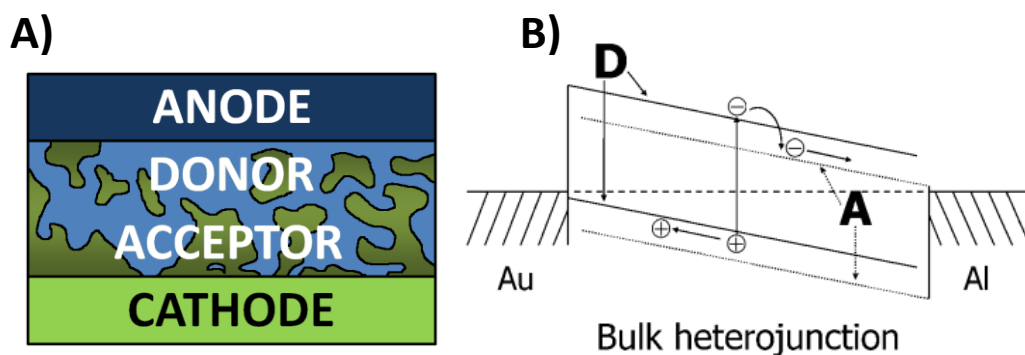 A)
ANODE
DONOR
ACCEPTOR
CATHODE
B)
D
A
Au
Al
Bulk heterojunction